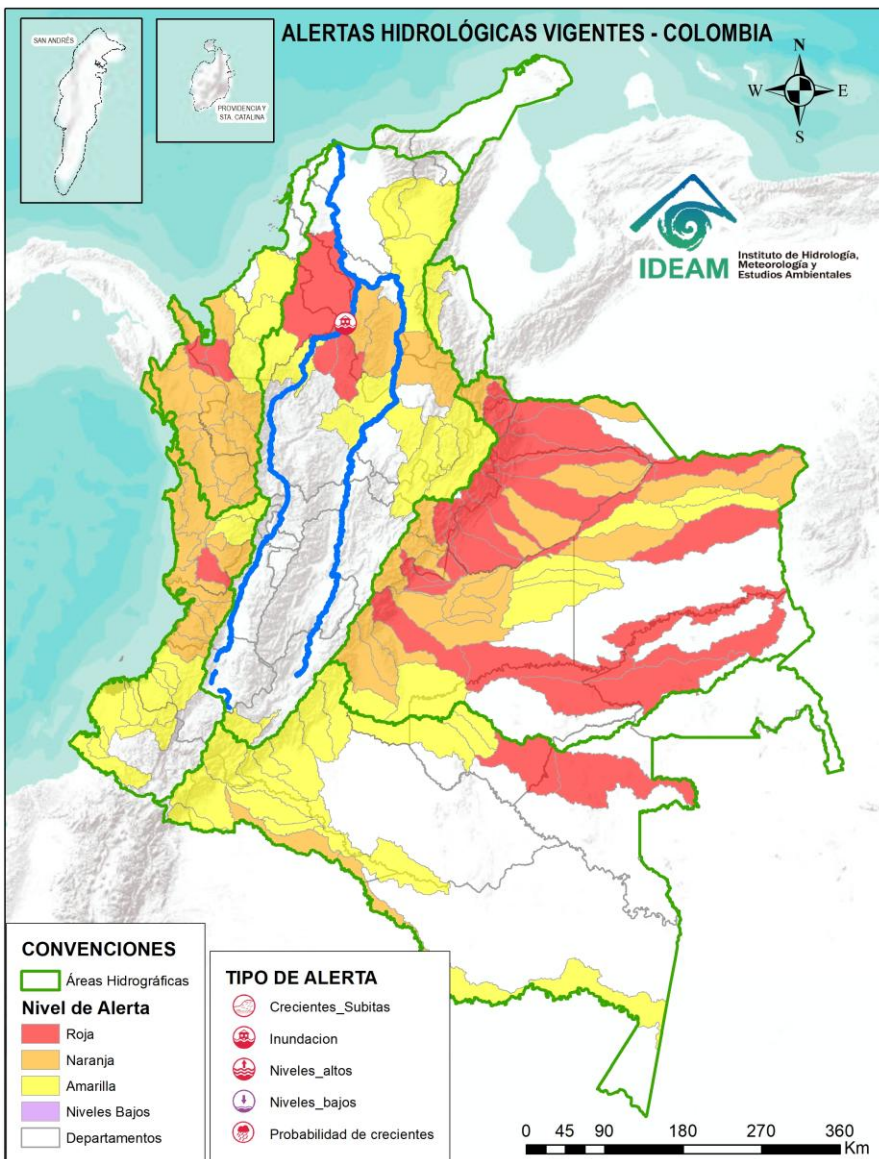 ALERTAS HIDROLÓGICAS VIGENTES - COLOMBIA
SAN ANDRÉS
PROVIDENCIA Y
STA. CATALINA
N
W
E
S
IDEAM
Instituto de Hidrología,
Meteorología y
Estudios Ambientales
CONVENCIONES
Áreas Hidrográficas
Nivel de Alerta
Roja
Naranja
Amarilla
Niveles Bajos
Departamentos
TIPO DE ALERTA
Crecientes_Subitas
Inundacion
Niveles_altos
Niveles_bajos
Probabilidad de crecientes
0 45 90 180 270 360
Km